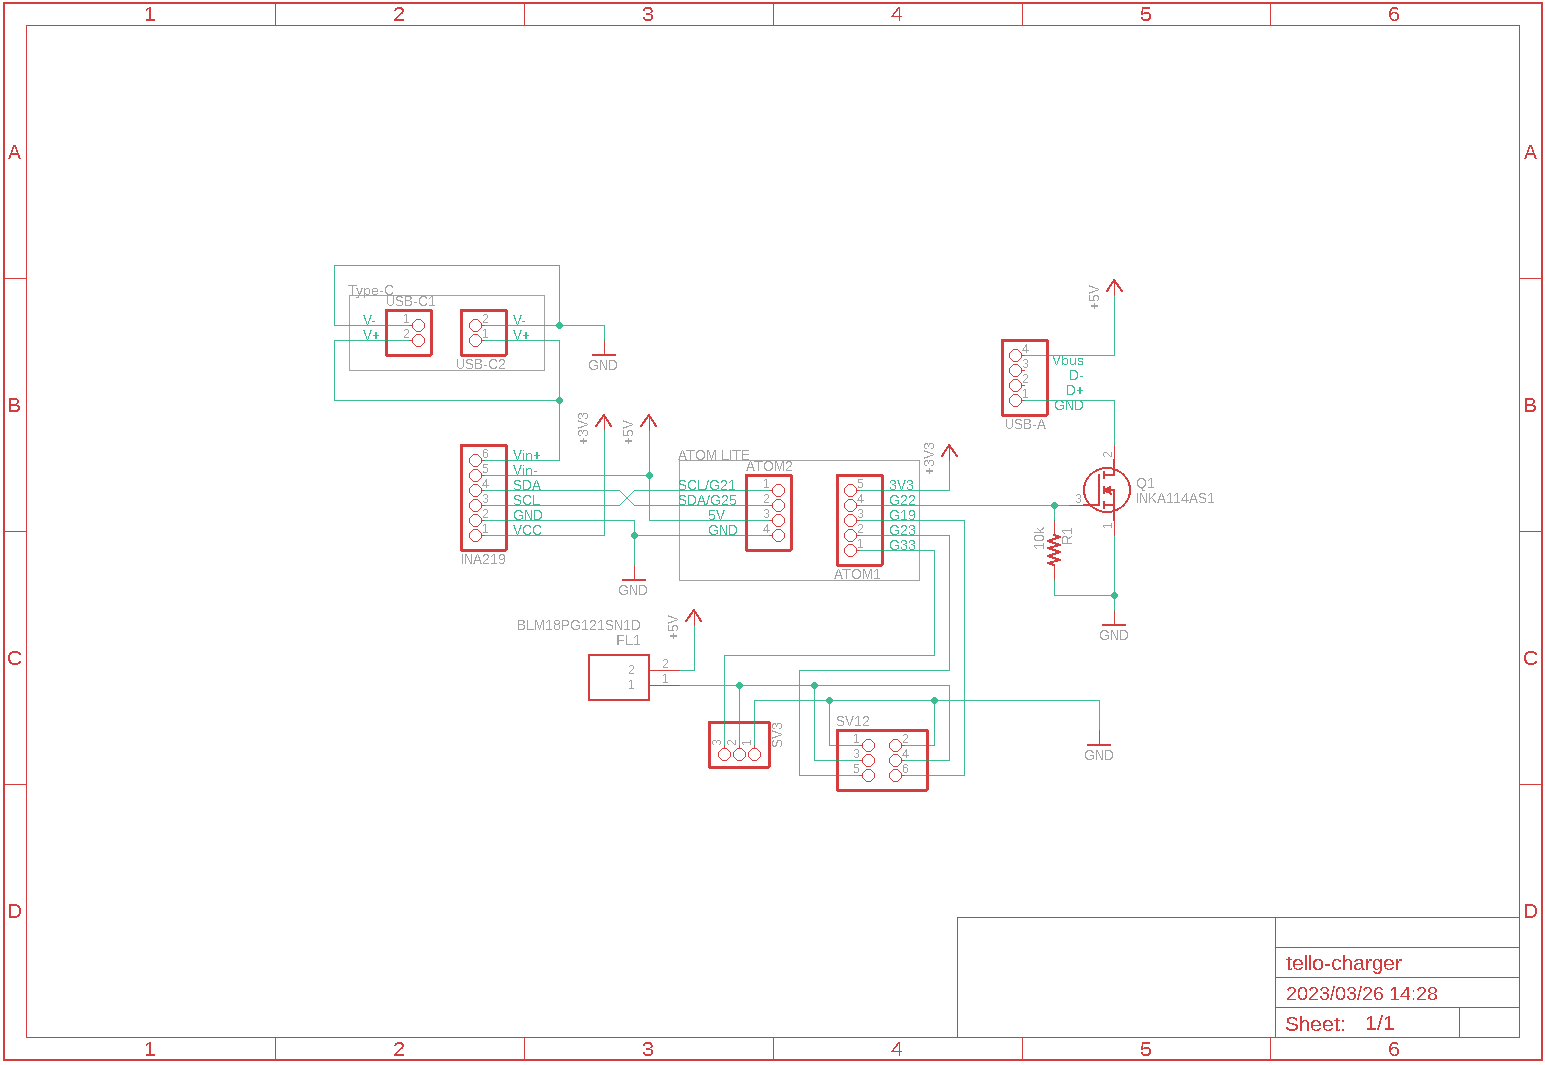 1 2 3 4 5 6
A A
Type-C
USB-C1
1 V- 2 V-
2 V+ 1 V+
USB-C2
GND
+5V
4 Vbus
3 D-
2 D+
1 GND
USB-A
B B
+3V3
+5V
6 Vin+
5 Vin-
4 SDA
3 SCL
2 GND
1 VCC
INA219
GND
ATOM LITE
ATOM2
SCL/G21 1
SDA/G25 2
5V 3
GND 4
+3V3
5 3V3
4 G22
3 G19
2 G23
1 G33
ATOM1
2
Q1
INKA114AS1
3
1
10k
R1
GND
BLM18PG121SN1D
FL1
+5V
2 2
1 1
C C
3 2 1
SV3
SV12
1 2
3 4
5 6
GND
D D
tello-charger
2023/03/26 14:28
Sheet: 1/1
1 2 3 4 5 6